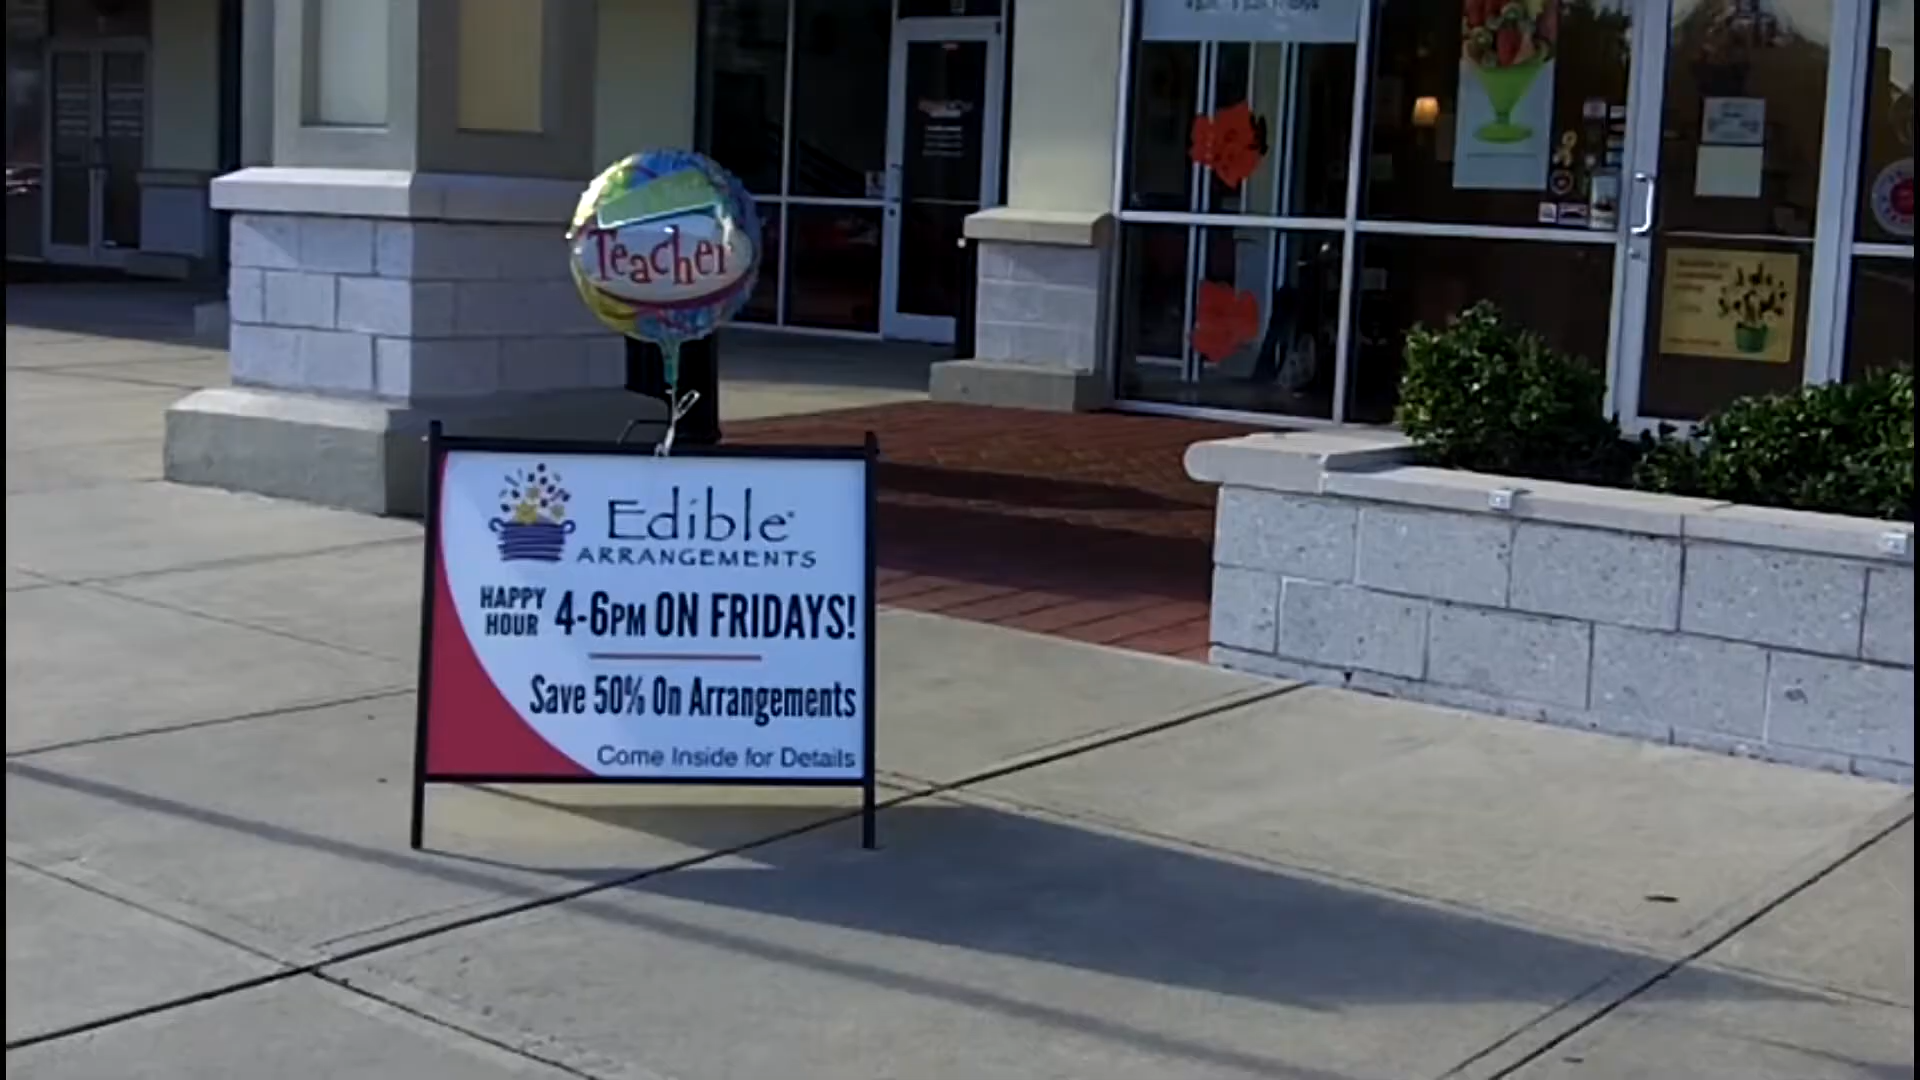 Teacher
Edible
ARRANGEMENTS
HAPPY HOUR 4-6PM ON FRIDAYS!
Save 50% On Arrangements
Come Inside for Details